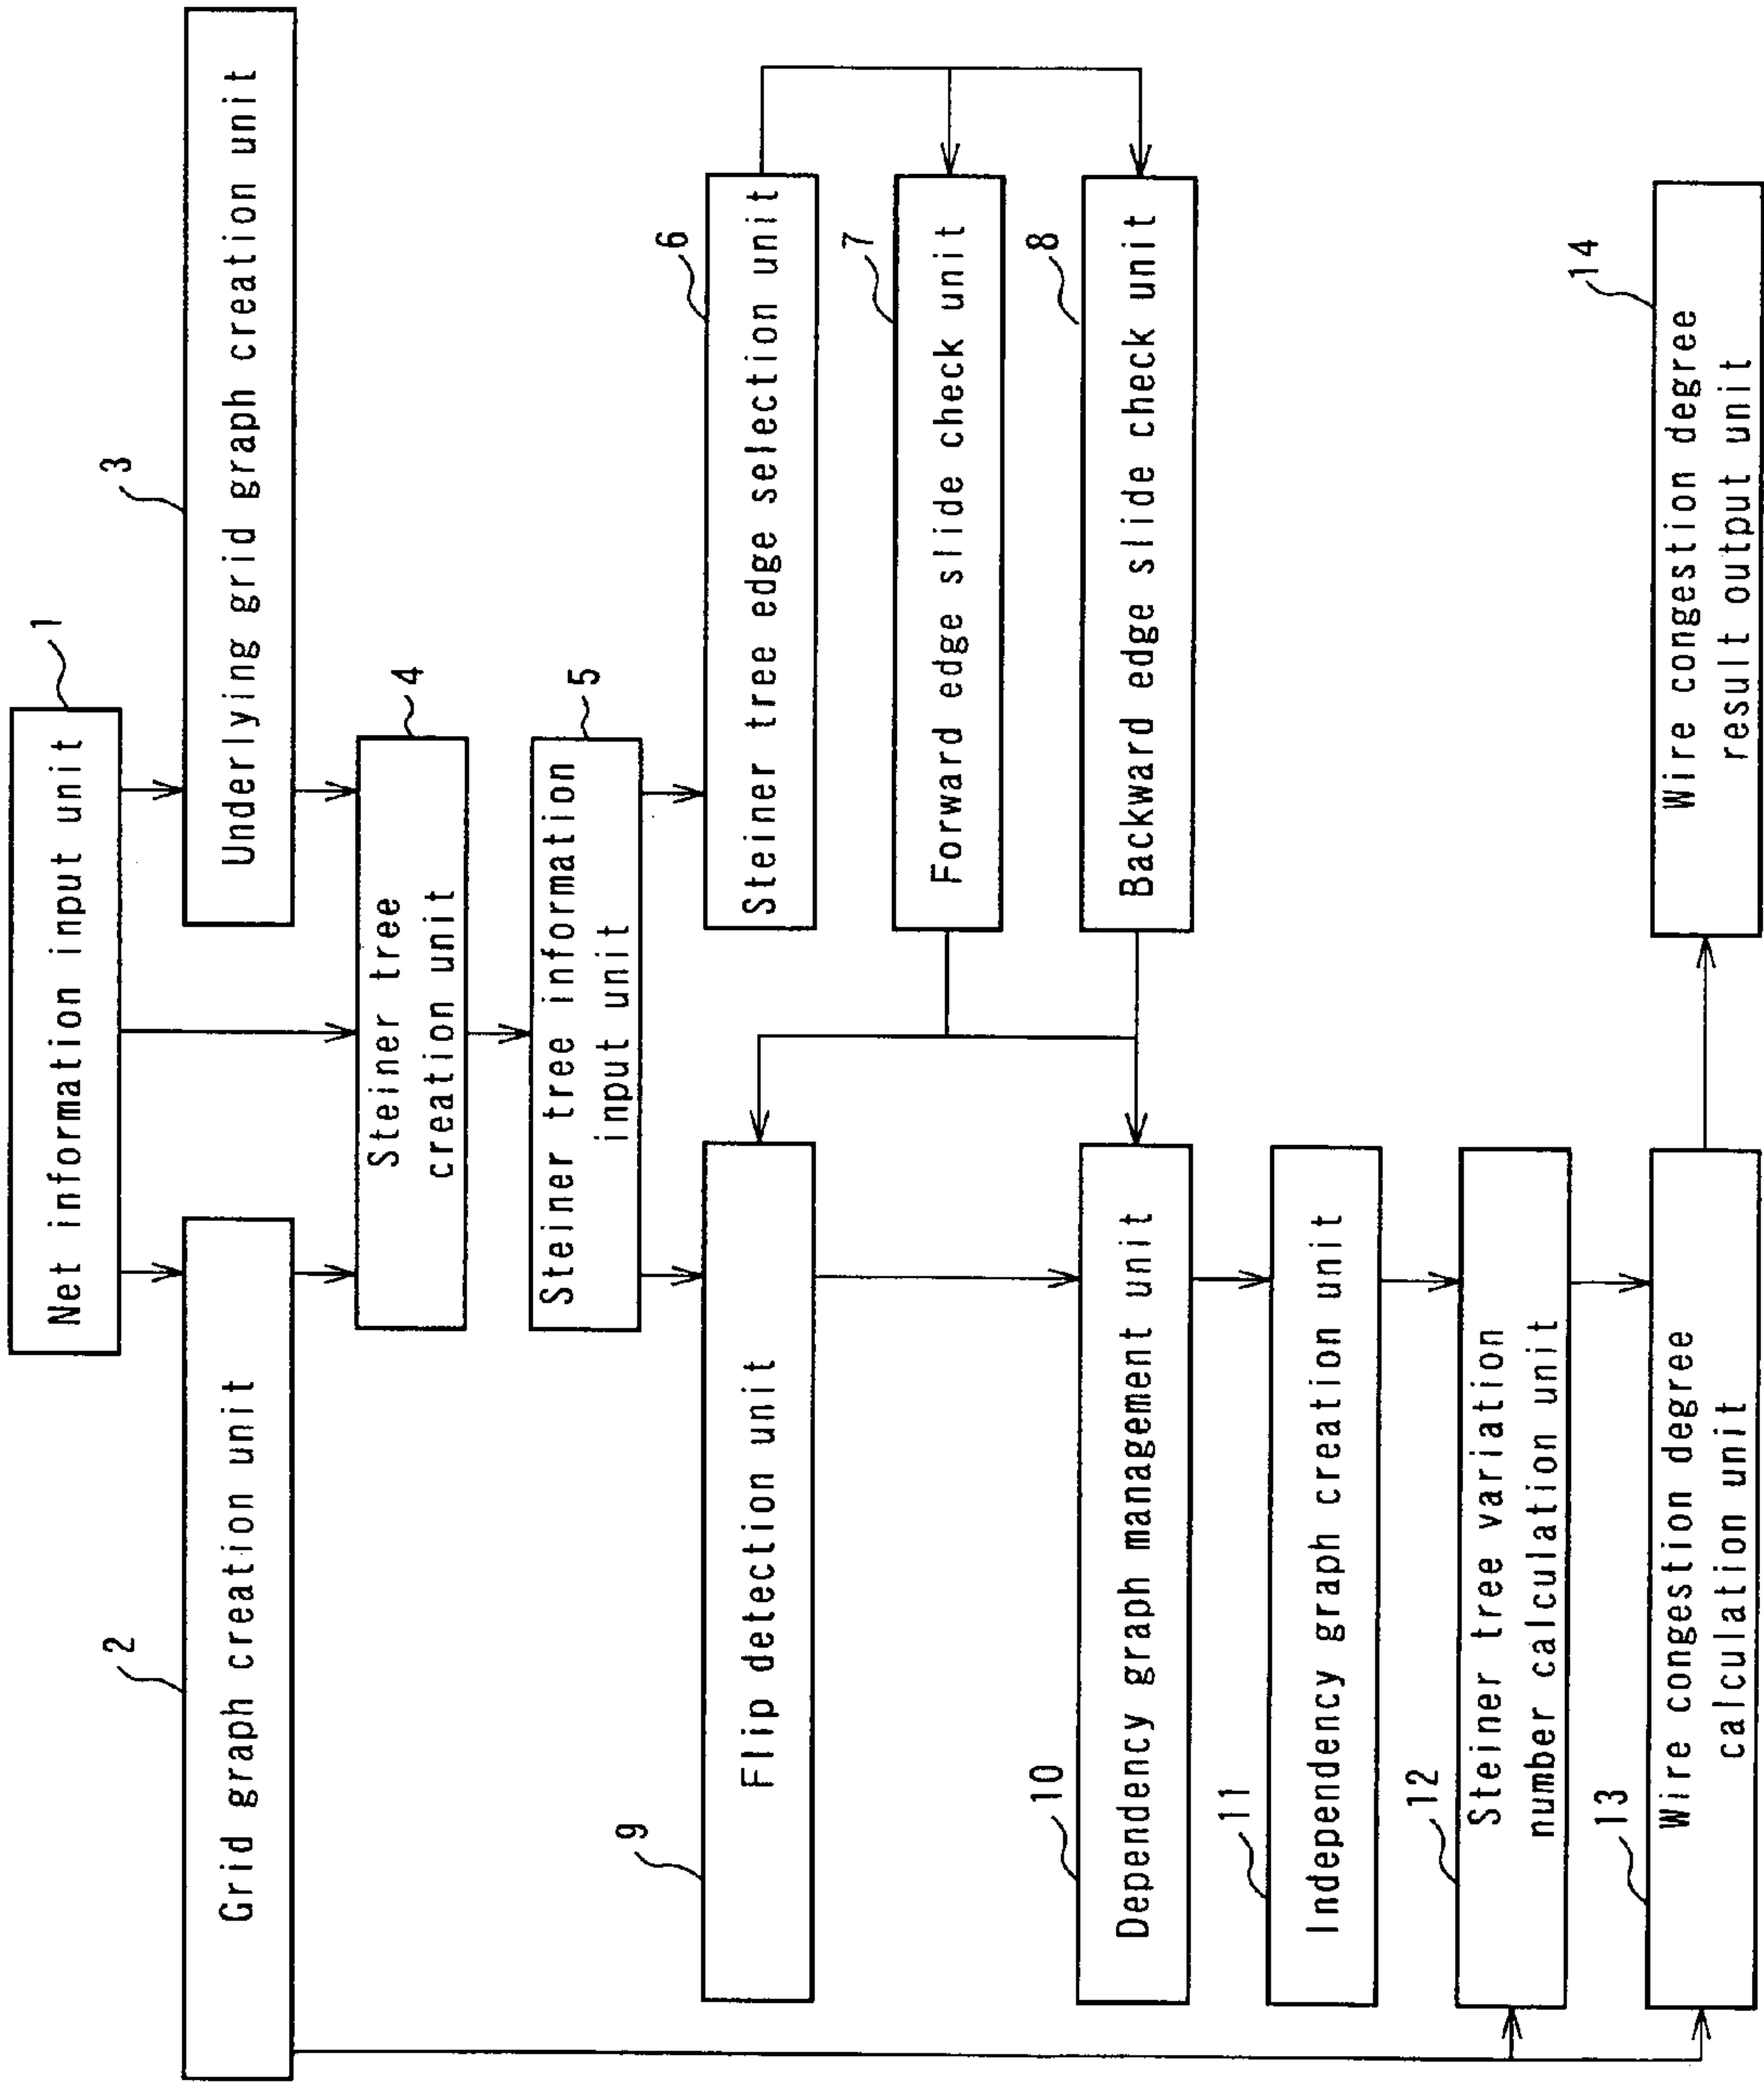 Net information input unit
1
Grid graph creation unit
2
Underlying grid graph creation unit
3
Steiner tree
creation unit
4
Steiner tree information
input unit
5
Steiner tree edge selection unit
6
Forward edge slide check unit
7
Backward edge slide check unit
8
Flip detection unit
9
Dependency graph management unit
10
Independency graph creation unit
11
Steiner tree variation
number calculation unit
12
Wire congestion degree
calculation unit
13
Wire congestion degree
result output unit
14